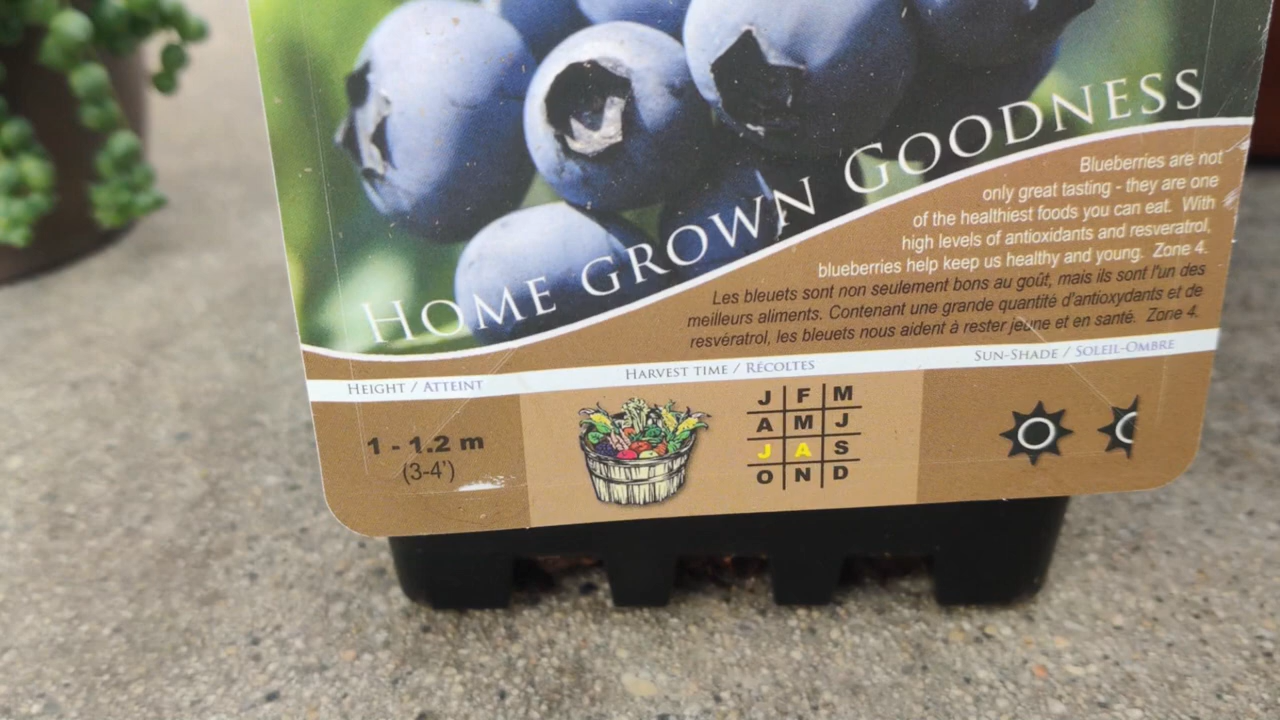 HOME GROWN GOODNESS
Blueberries are not
only great tasting - they are one
of the healthiest foods you can eat. With
high levels of antioxidants and resveratrol,
blueberries help keep us healthy and young. Zone 4.
Les bleuets sont non seulement bons au goût, mais ils sont l'un des
meilleurs aliments. Contenant une grande quantité d'antioxydants et de
resvératrol, les bleuets nous aident à rester jeune et en santé. Zone 4.
HEIGHT / ATTEINT
1 - 1.2 m
(3-4')
HARVEST TIME / RÉCOLTES
J F M
A M J
J A S
O N D
SUN-SHADE / SOLEIL-OMBRE